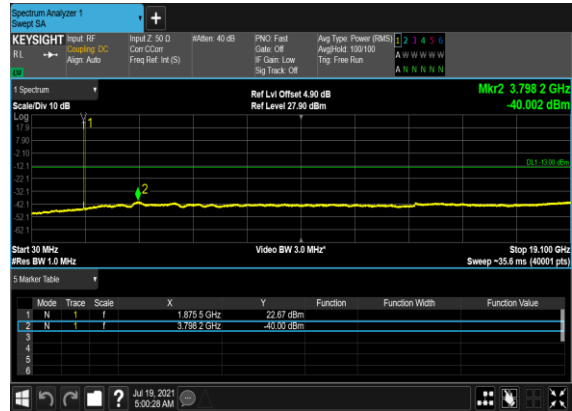 Spectrum Analyzer 1
Swept SA
+
KEYSIGHT Input: RF Input Z: 50 Ω #Atten: 40 dB PNO: Fast Avg Type: Power (RMS) 1 2 3 4 5 6
RL Coupling: DC Corr CCorr Gate: Off Avg|Hold: 100/100 A W W W W W
Align: Auto Freq Ref: Int (S) IF Gain: Low Trig: Free Run
Sig Track: Off A N N N N N
LW
1 Spectrum Ref Lvl Offset 4.90 dB Mkr2 3.798 2 GHz
Scale/Div 10 dB Ref Level 27.90 dBm -40.002 dBm
Log
17.9
7.90
-2.10
-12.1
-22.1
-32.1
-42.1
-52.1
-62.1
1
2
DL1 -13.00 dBm
Start 30 MHz Video BW 3.0 MHz* Stop 19.100 GHz
#Res BW 1.0 MHz Sweep ~35.6 ms (40001 pts)
5 Marker Table
Mode Trace Scale X Y Function Function Width Function Value
1 N 1 f 1.875 5 GHz 22.67 dBm
2 N 1 f 3.798 2 GHz -40.00 dBm
3
4
5
6
? Jul 19, 2021
5:00:28 AM